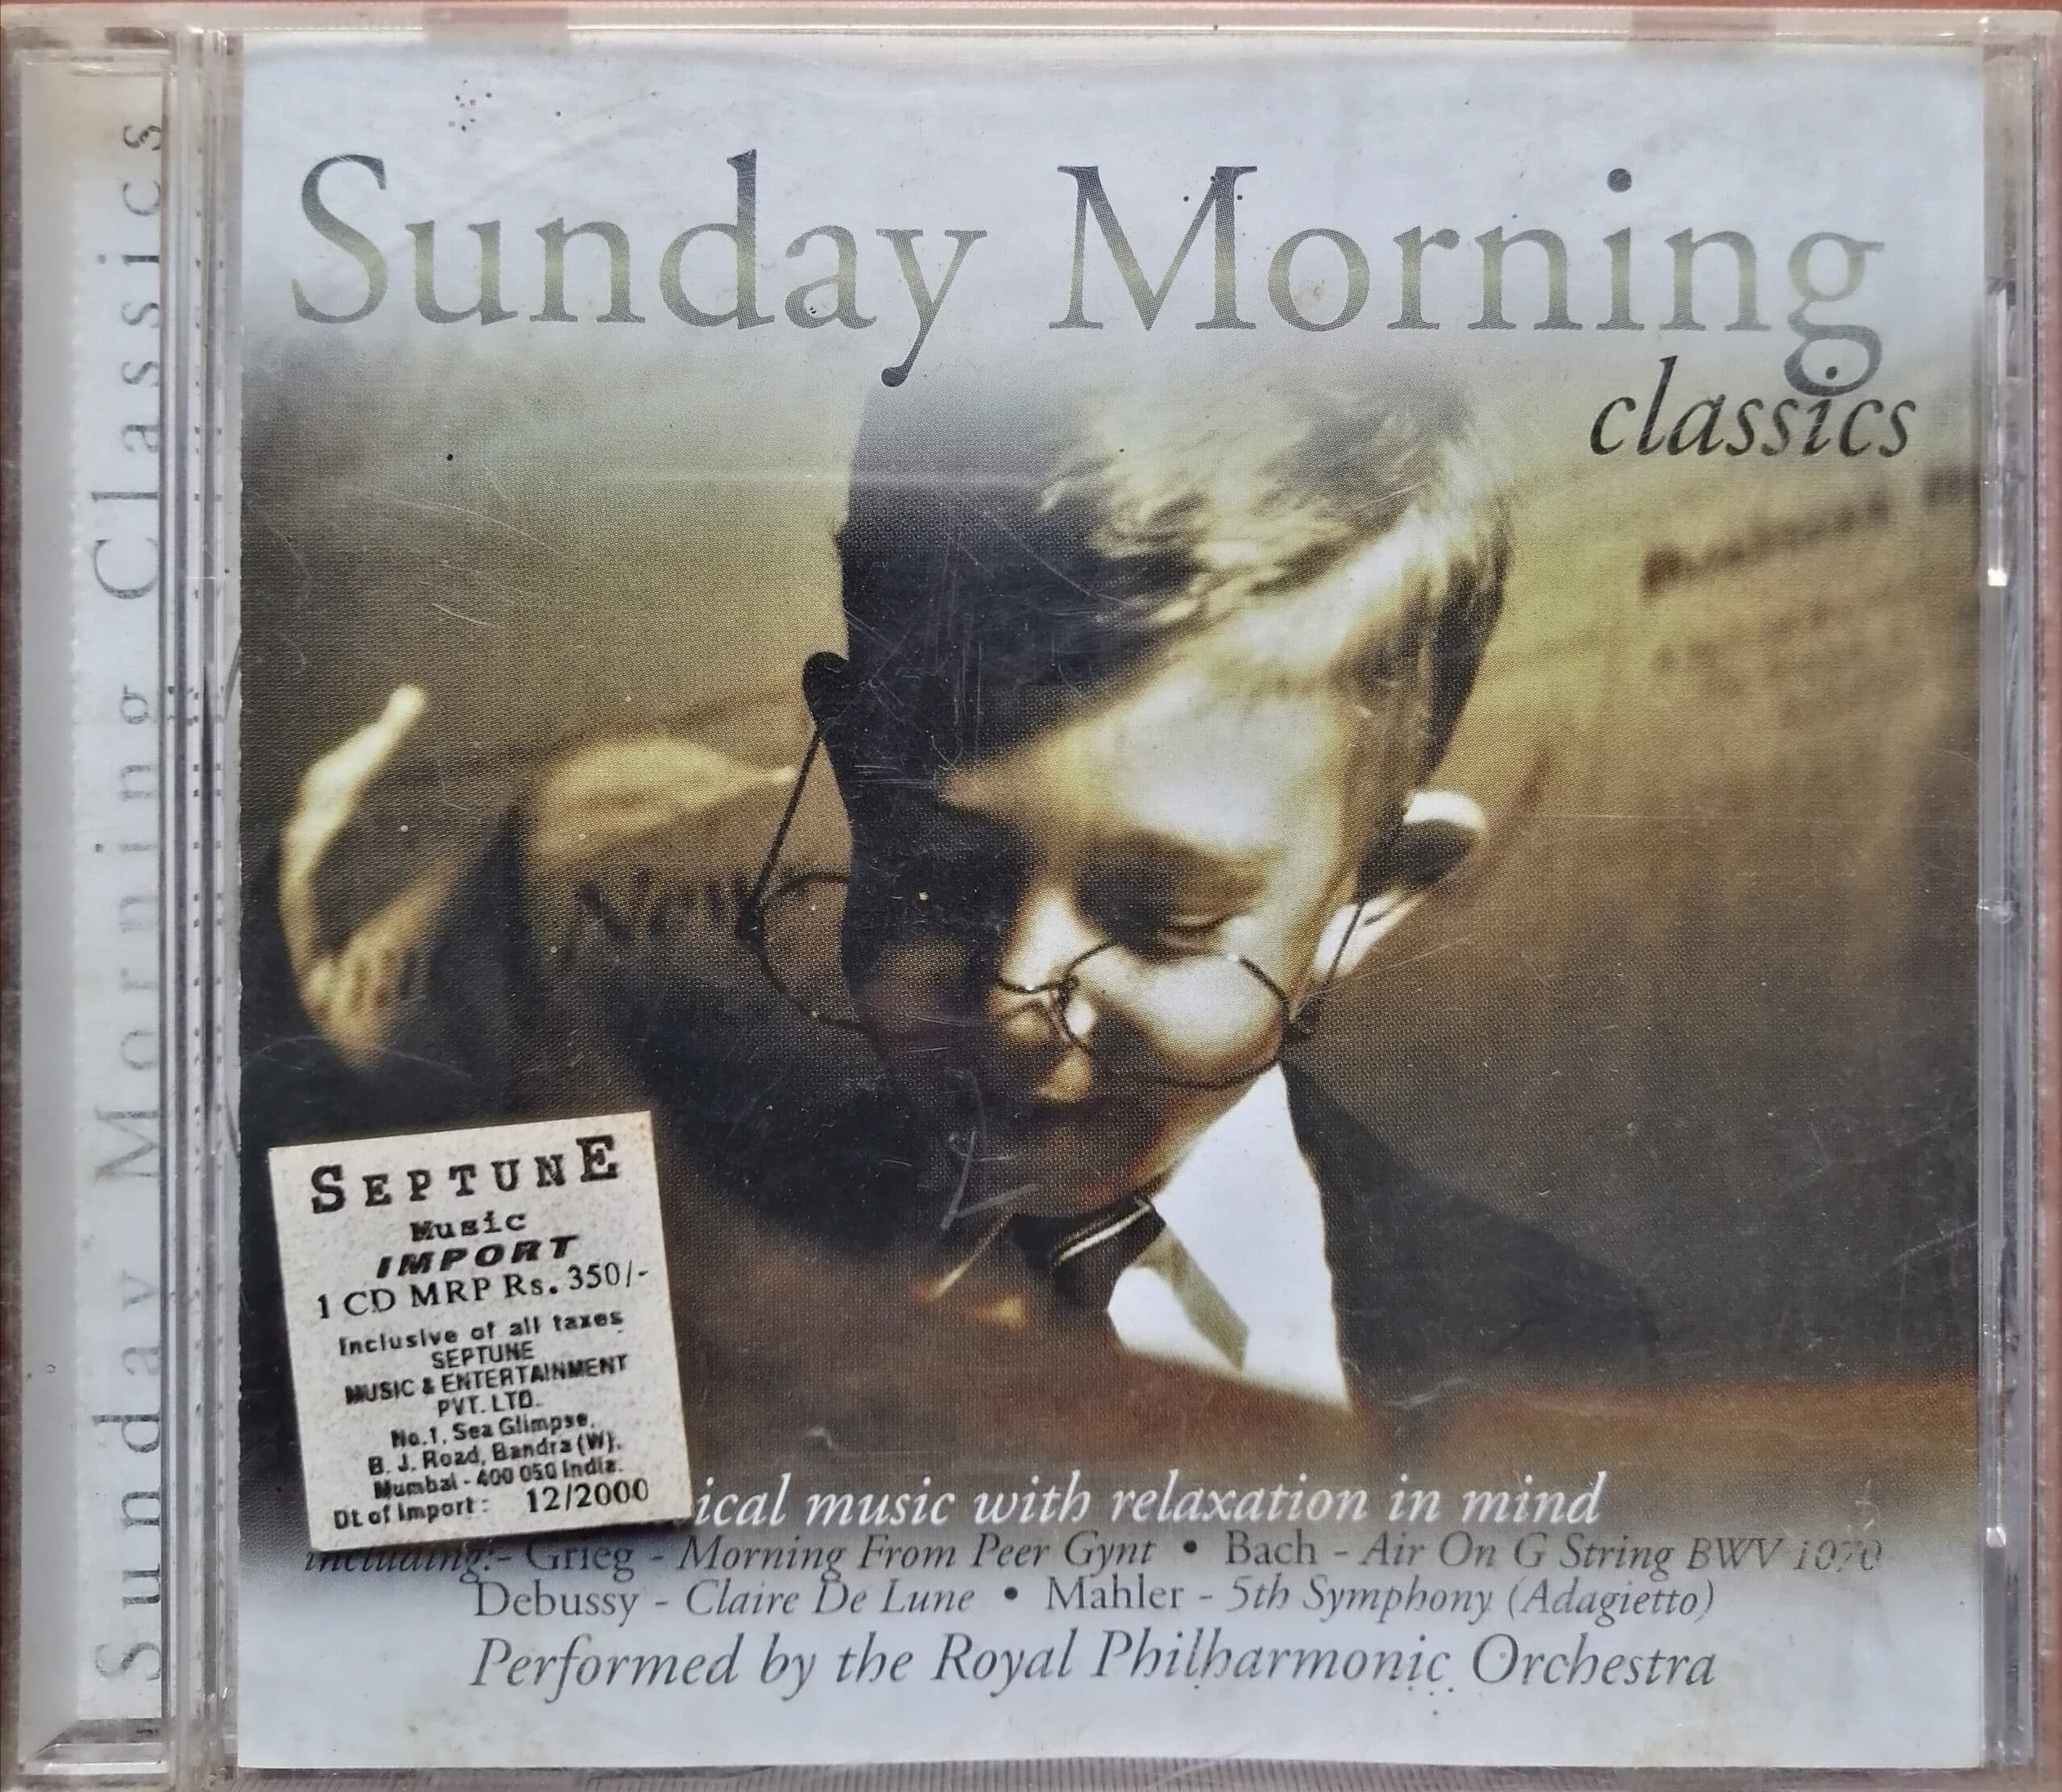 Sunday Morning Classics
Sunday Morning
classics
New
SEPTUNE
Music
IMPORT
1 CD MRP Rs. 350/-
Inclusive of all taxes
SEPTUNE
MUSIC & ENTERTAINMENT
PVT. LTD.
No.1, Sea Glimpse,
B. J. Road, Bandra (W),
Mumbai - 400 050 India.
Dt of Import : 12/2000
ical music with relaxation in mind
including:- Grieg - Morning From Peer Gynt • Bach - Air On G String BWV 1070
Debussy - Claire De Lune • Mahler - 5th Symphony (Adagietto)
Performed by the Royal Philharmonic Orchestra